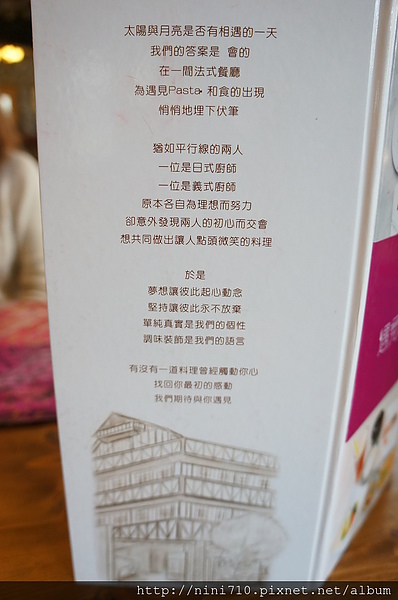 太陽與月亮是否有相遇的一天
我們的答案是 會的
在一間法式餐廳
為遇見Pasta• 和食的出現
悄悄地埋下伏筆
猶如平行線的兩人
一位是日式廚師
一位是義式廚師
原本各自為理想而努力
卻意外發現兩人的初心而交會
想共同做出讓人點頭微笑的料理
於是
夢想讓彼此起心動念
堅持讓彼此永不放棄
單純真實是我們的個性
調味裝飾是我們的語言
有沒有一道料理曾經觸動你心
找回你最初的感動
我們期待與你遇見
http://nini710.pixnet.net/album